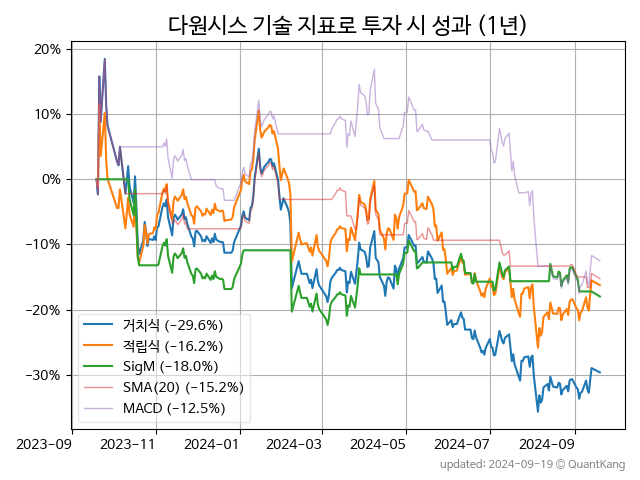 다원시스 기술 지표로 투자 시 성과 (1년)
20%
10%
0%
−10%
−20%
−30%
거치식 (−29.6%)
적립식 (−16.2%)
SigM (−18.0%)
SMA(20) (−15.2%)
MACD (−12.5%)
2023-09
2023-11
2024-01
2024-03
2024-05
2024-07
2024-09
updated: 2024-09-19 © QuantKang